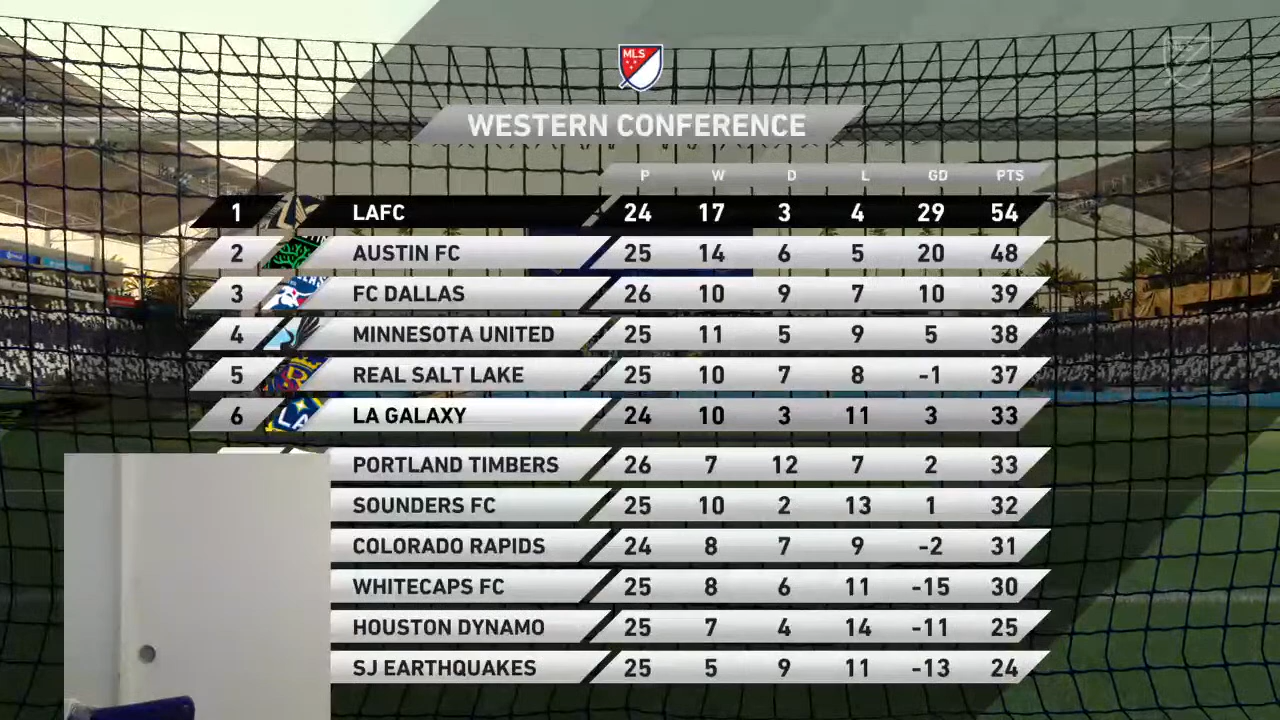 MLS
WESTERN CONFERENCE
P W D L GD PTS
1 LAFC 24 17 3 4 29 54
2 AUSTIN FC 25 14 6 5 20 48
3 FC DALLAS 26 10 9 7 10 39
4 MINNESOTA UNITED 25 11 5 9 5 38
5 REAL SALT LAKE 25 10 7 8 -1 37
6 LA GALAXY 24 10 3 11 3 33
PORTLAND TIMBERS 26 7 12 7 2 33
SOUNDERS FC 25 10 2 13 1 32
COLORADO RAPIDS 24 8 7 9 -2 31
WHITECAPS FC 25 8 6 11 -15 30
HOUSTON DYNAMO 25 7 4 14 -11 25
SJ EARTHQUAKES 25 5 9 11 -13 24